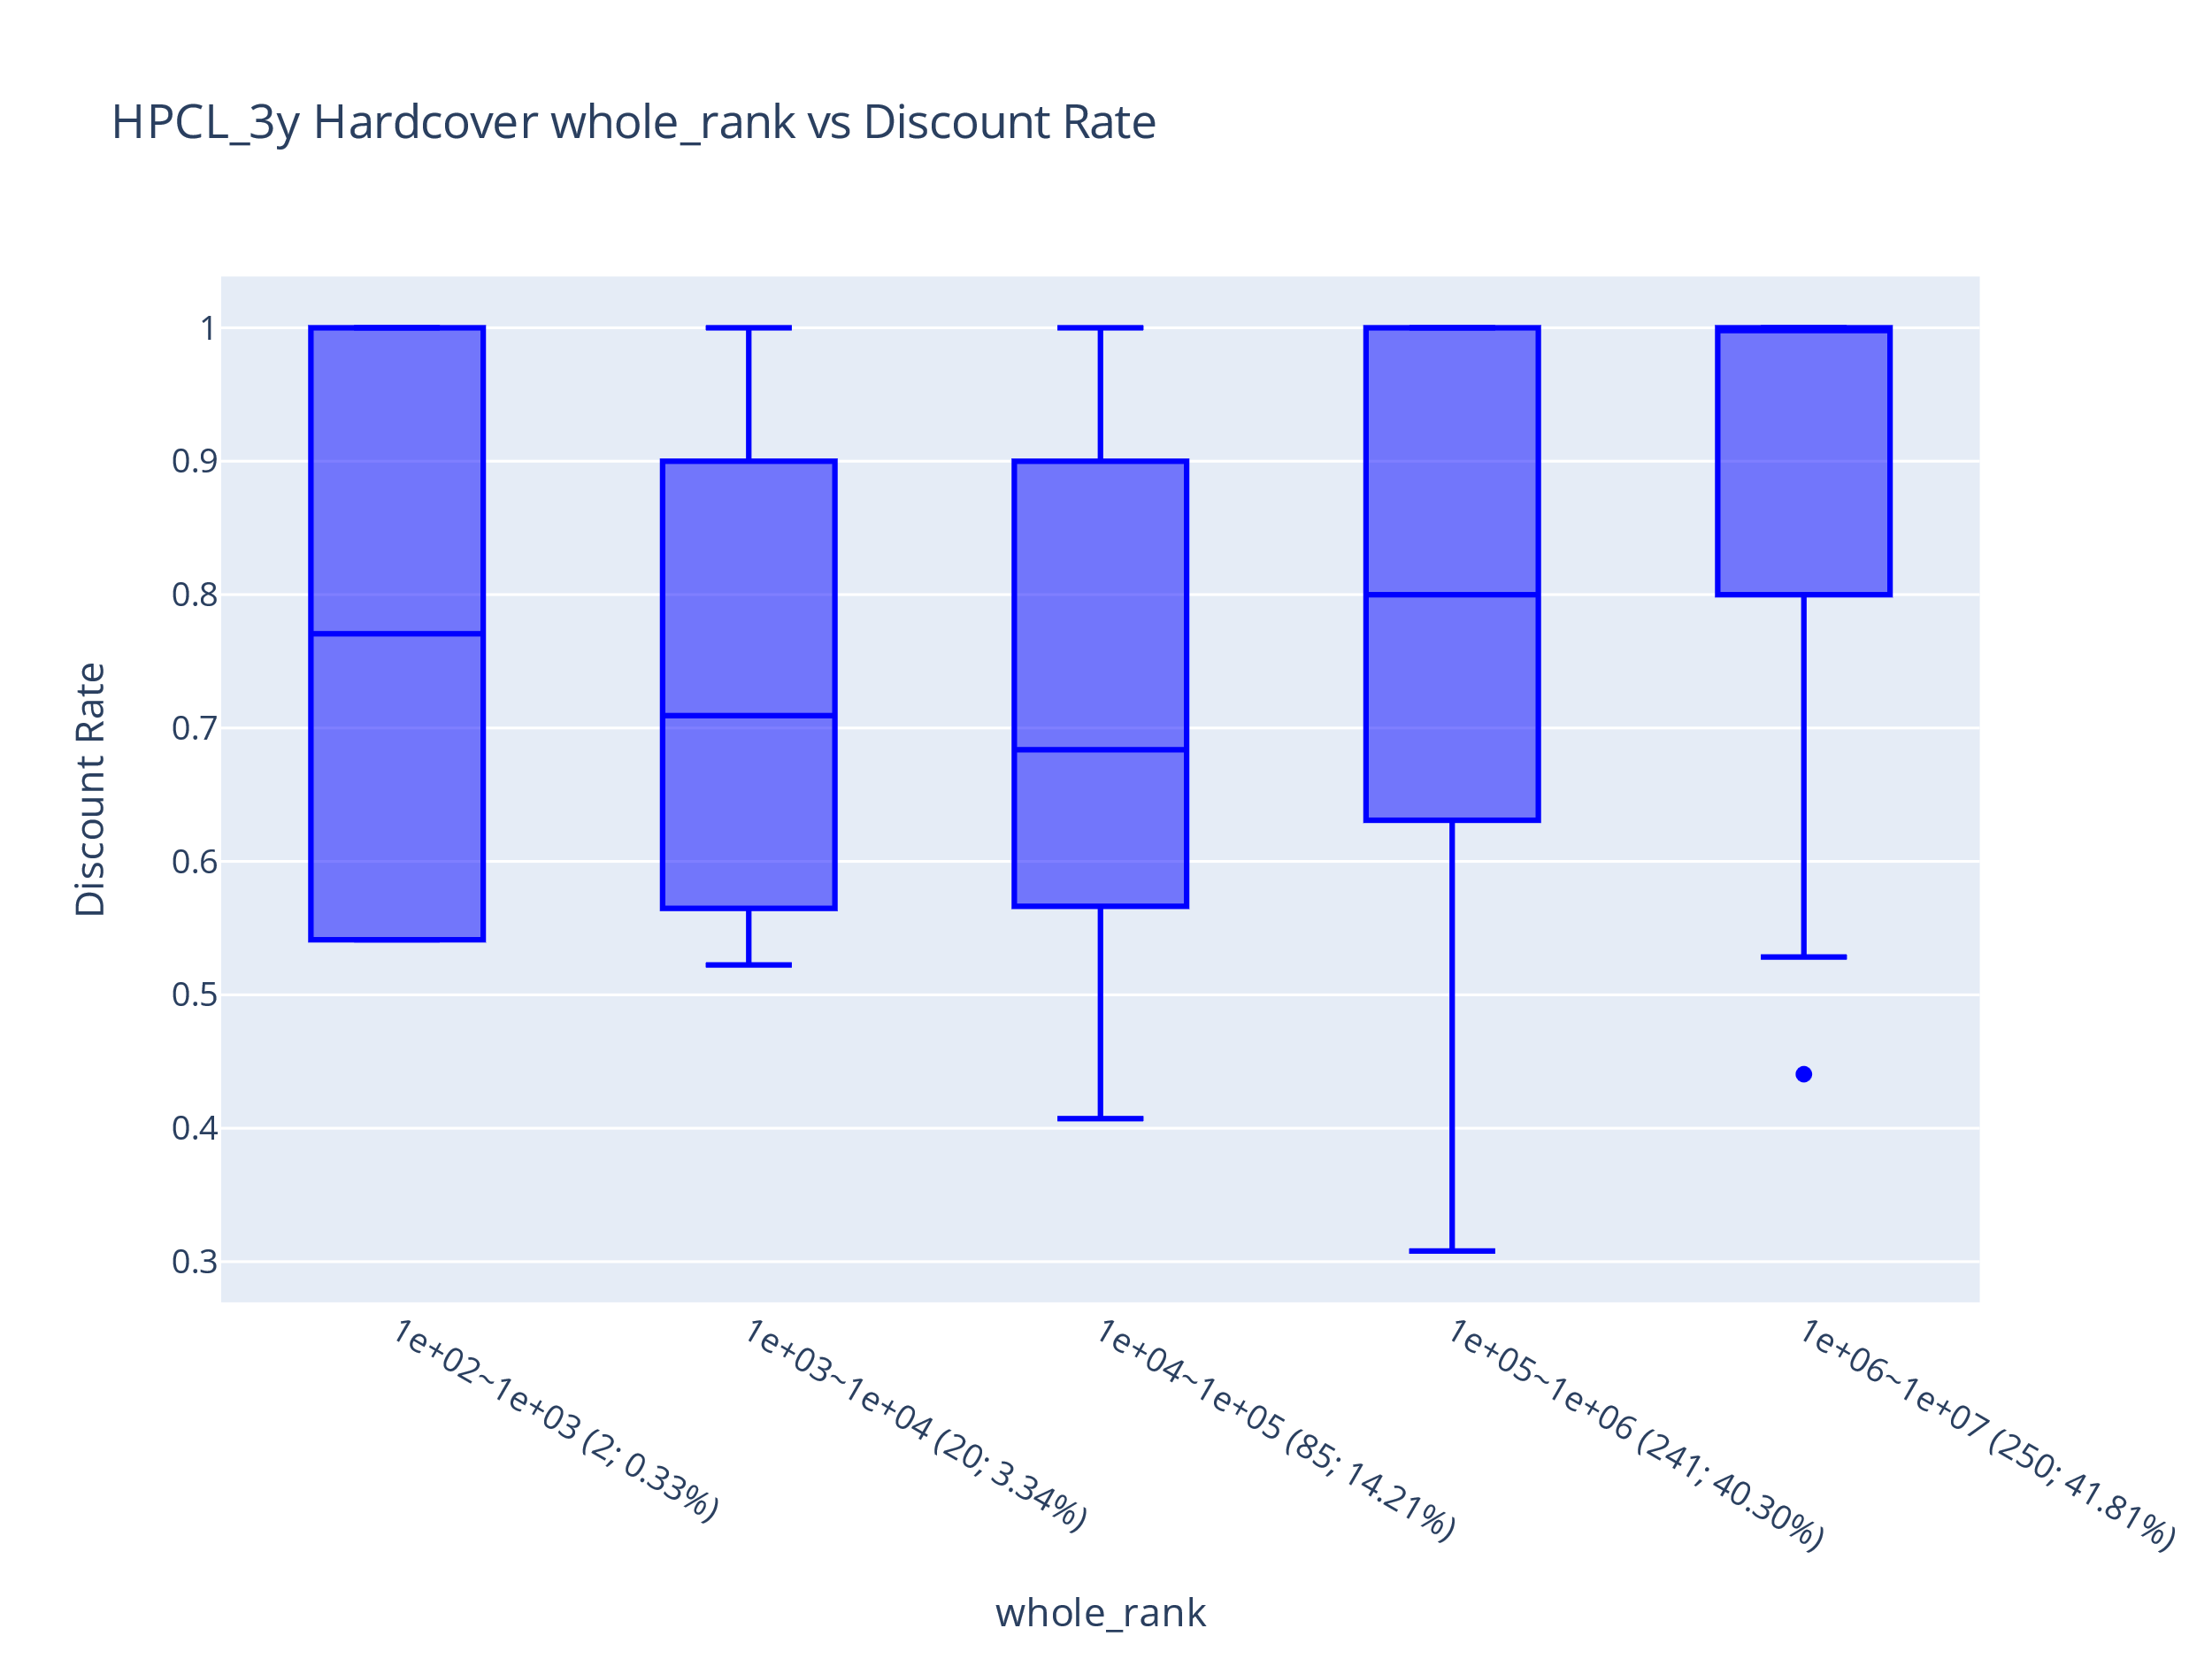 HPCL_3y Hardcover whole_rank vs Discount Rate
1
0.9
0.8
0.7
0.6
0.5
0.4
0.3
Discount Rate
1e+02~1e+03 (2; 0.33%)
1e+03~1e+04 (20; 3.34%)
1e+04~1e+05 (85; 14.21%)
1e+05~1e+06 (241; 40.30%)
1e+06~1e+07 (250; 41.81%)
whole_rank